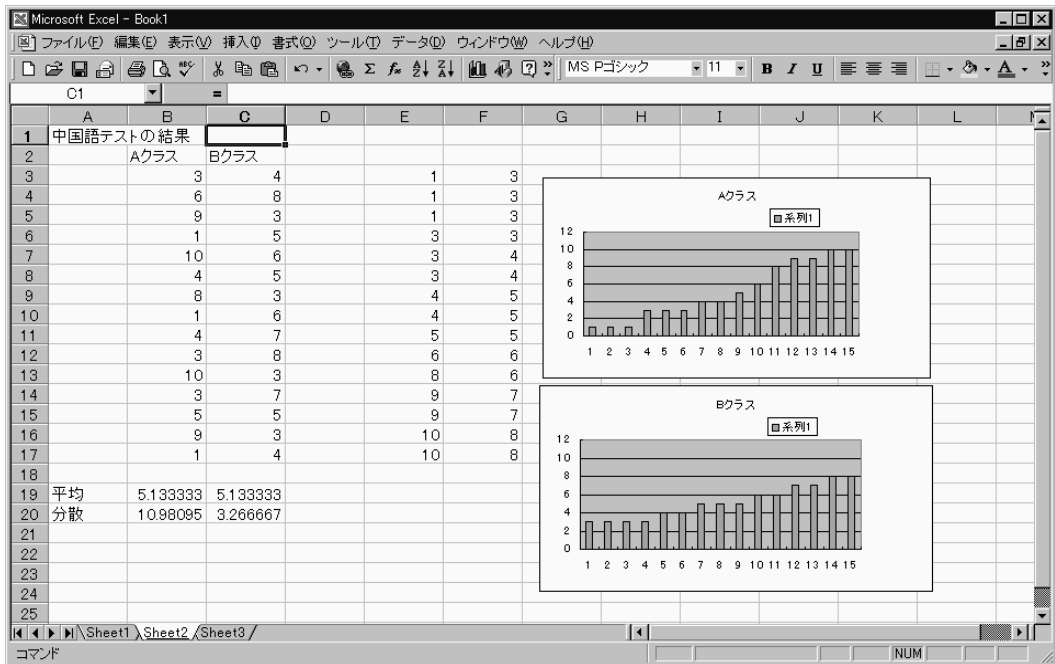 Microsoft Excel - Book1
ファイル(F) 編集(E) 表示(V) 挿入(I) 書式(O) ツール(T) データ(D) ウィンドウ(W) ヘルプ(H)
MS Pゴシック 11 B I U
C1 =
A B C D E F G H I J K L
1 中国語テストの結果
2 Aクラス Bクラス
3 3 4 1 3
4 6 8 1 3
5 9 3 1 3
6 1 5 3 3
7 10 6 3 4
8 4 5 3 4
9 8 3 4 5
10 1 6 4 5
11 4 7 5 5
12 3 8 6 6
13 10 3 8 6
14 3 7 9 7
15 5 5 9 7
16 9 3 10 8
17 1 4 10 8
18
19 平均 5.133333 5.133333
20 分散 10.98095 3.266667
21
22
23
24
25
Aクラス
系列1
12
10
8
6
4
2
0
1 2 3 4 5 6 7 8 9 10 11 12 13 14 15
Bクラス
系列1
12
10
8
6
4
2
0
1 2 3 4 5 6 7 8 9 10 11 12 13 14 15
Sheet1 Sheet2 Sheet3
コマンド NUM